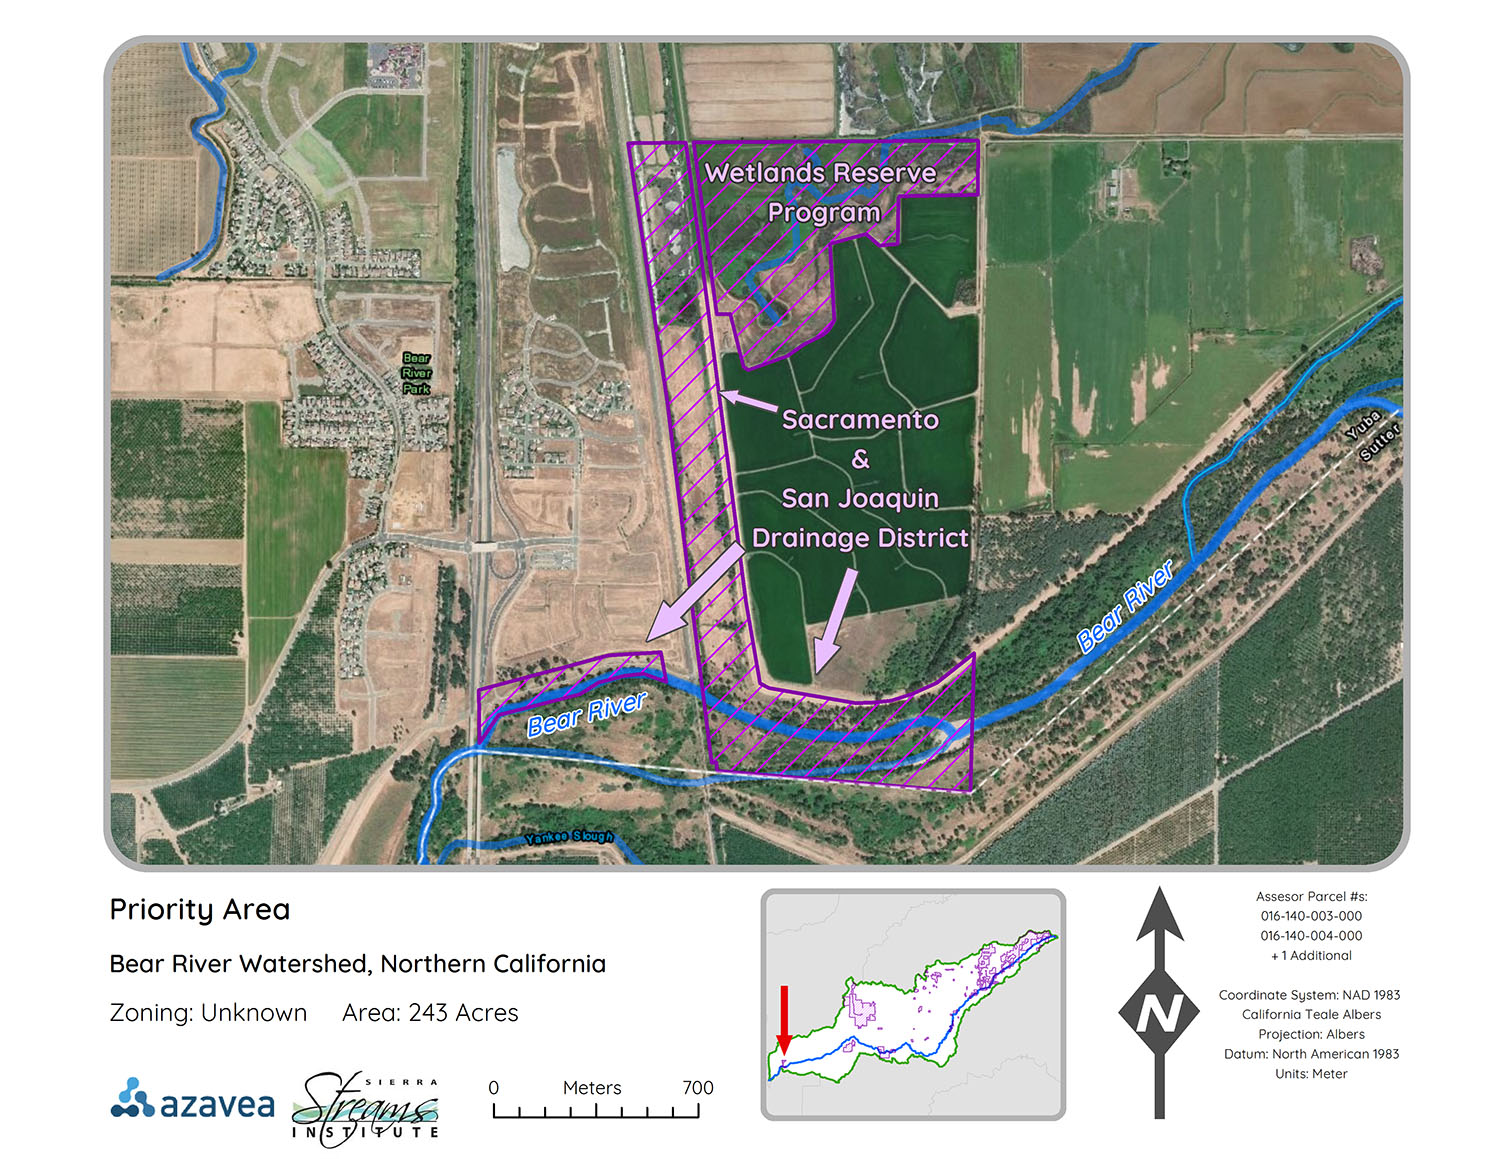 Wetlands Reserve
Program
Bear
River
Park
Sacramento
&
San Joaquin
Drainage District
Yuba
Sutter
Bear River
Bear River
Yankee Slough
Priority Area
Bear River Watershed, Northern California
Zoning: Unknown Area: 243 Acres
azavea
SIERRA
Streams
INSTITUTE
0 Meters 700
N
Assesor Parcel #s:
016-140-003-000
016-140-004-000
+ 1 Additional
Coordinate System: NAD 1983
California Teale Albers
Projection: Albers
Datum: North American 1983
Units: Meter